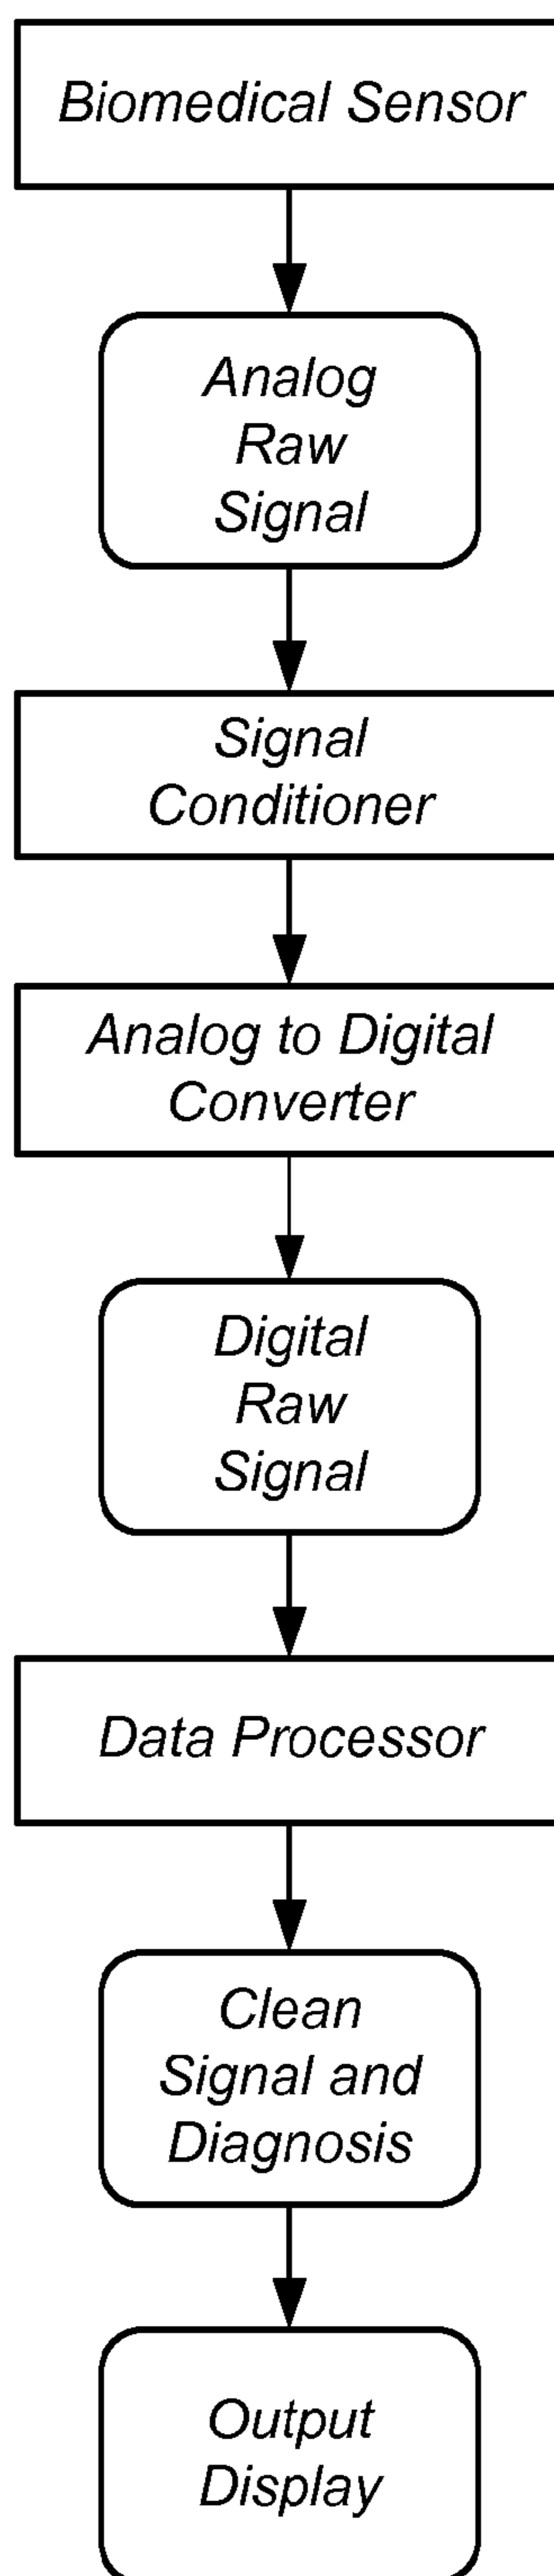 Biomedical Sensor
Analog
Raw
Signal
Signal
Conditioner
Analog to Digital
Converter
Digital
Raw
Signal
Data Processor
Clean
Signal and
Diagnosis
Output
Display